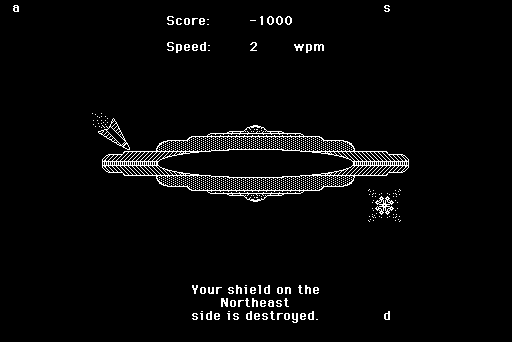 a s
Score: -1000
Speed: 2 wpm
Your shield on the
Northeast
side is destroyed.
d